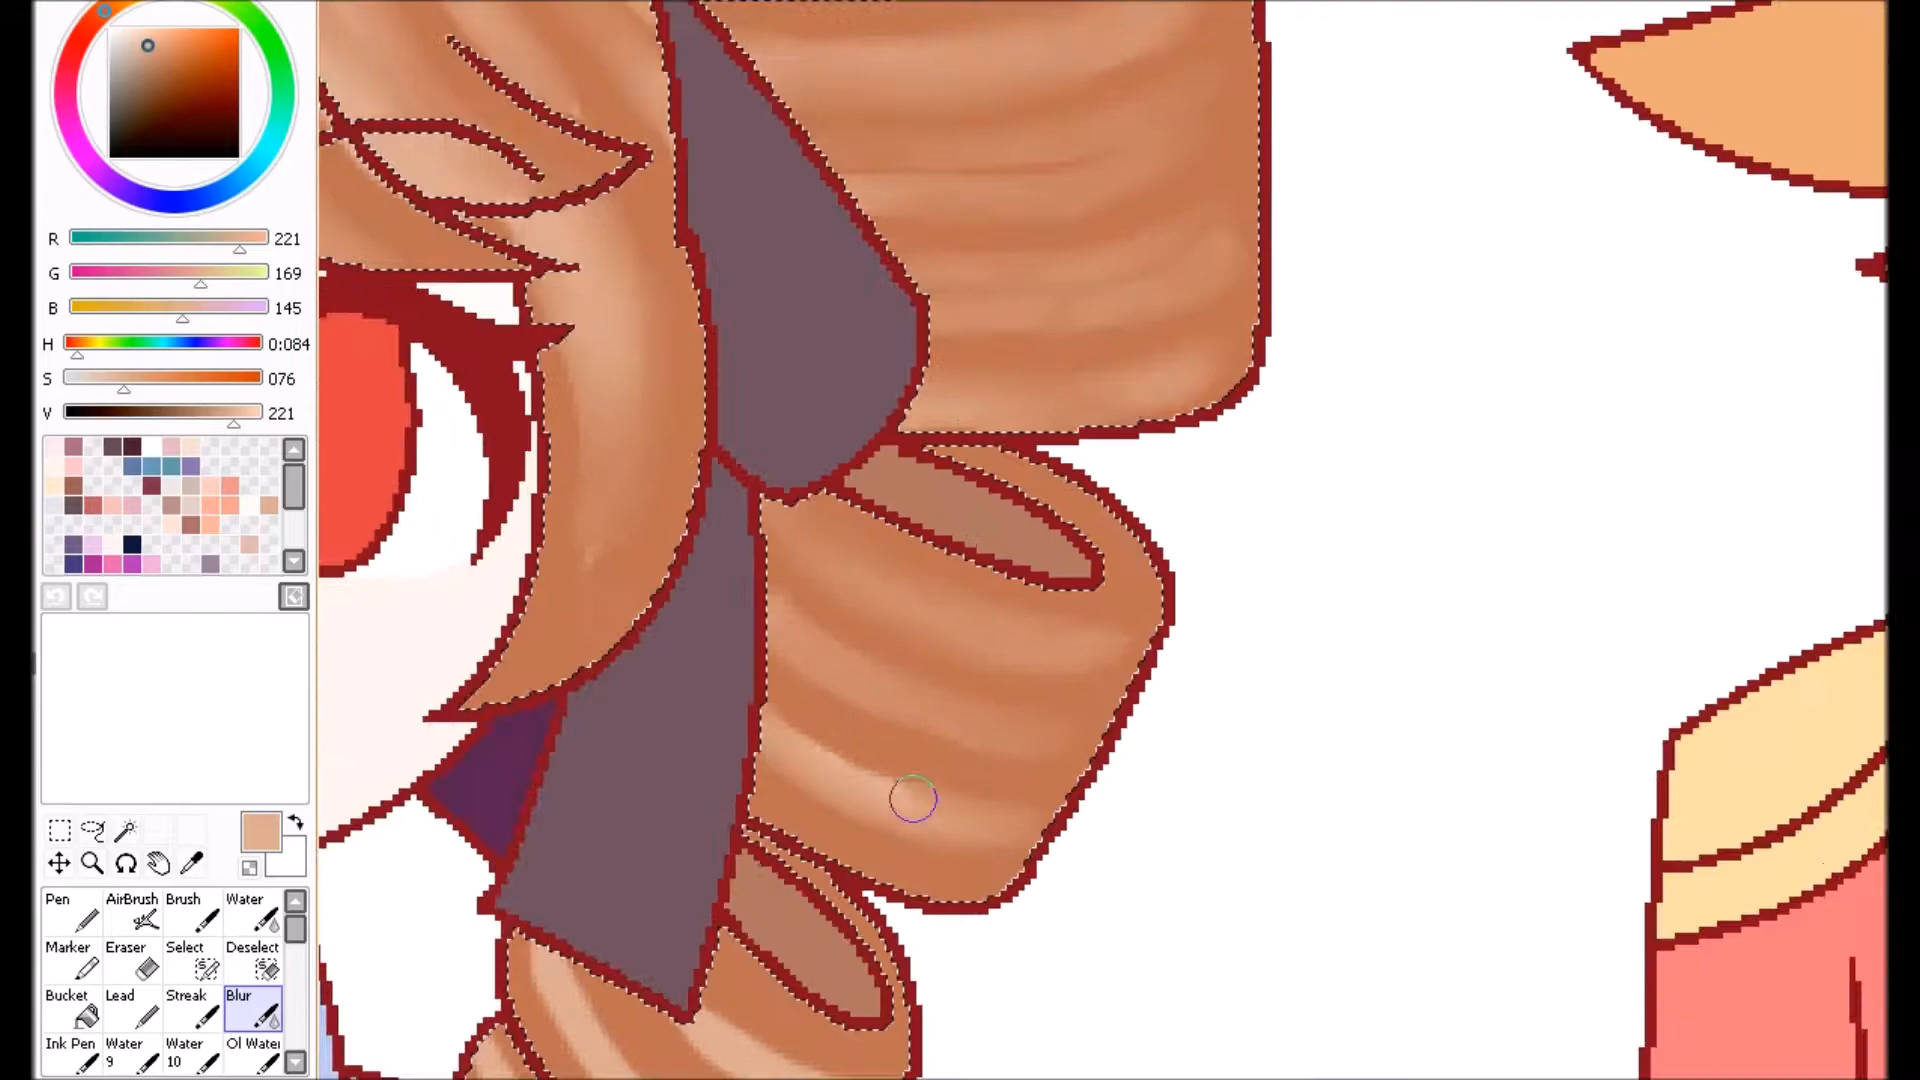 R 221
G 169
B 145
H 0:084
S 076
V 221
Pen AirBrush Brush Water
Marker Eraser Select Deselect
Bucket Lead Streak Blur
Ink Pen Water 9 Water 10 Ol Water